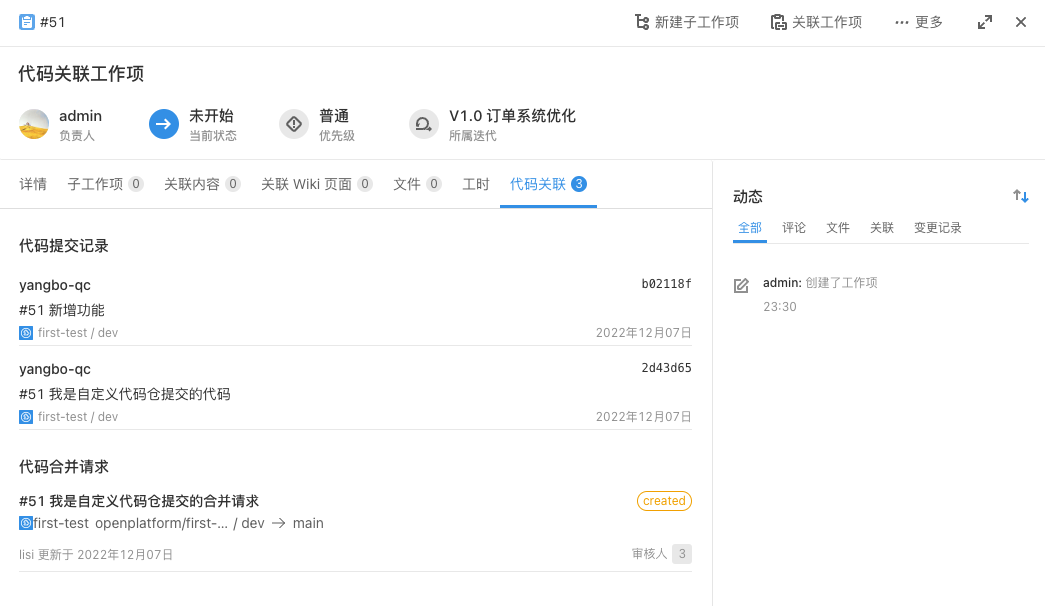 #51
新建子工作项
关联工作项
··· 更多
代码关联工作项
admin
负责人
未开始
当前状态
普通
优先级
V1.0 订单系统优化
所属迭代
详情 子工作项 0 关联内容 0 关联 Wiki 页面 0 文件 0 工时 代码关联 3
代码提交记录
yangbo-qc b02118f
#51 新增功能
first-test / dev 2022年12月07日
yangbo-qc 2d43d65
#51 我是自定义代码仓提交的代码
first-test / dev 2022年12月07日
代码合并请求
#51 我是自定义代码仓提交的合并请求 created
first-test openplatform/first-... / dev → main
lisi 更新于 2022年12月07日 审核人 3
动态
全部 评论 文件 关联 变更记录
admin: 创建了工作项
23:30